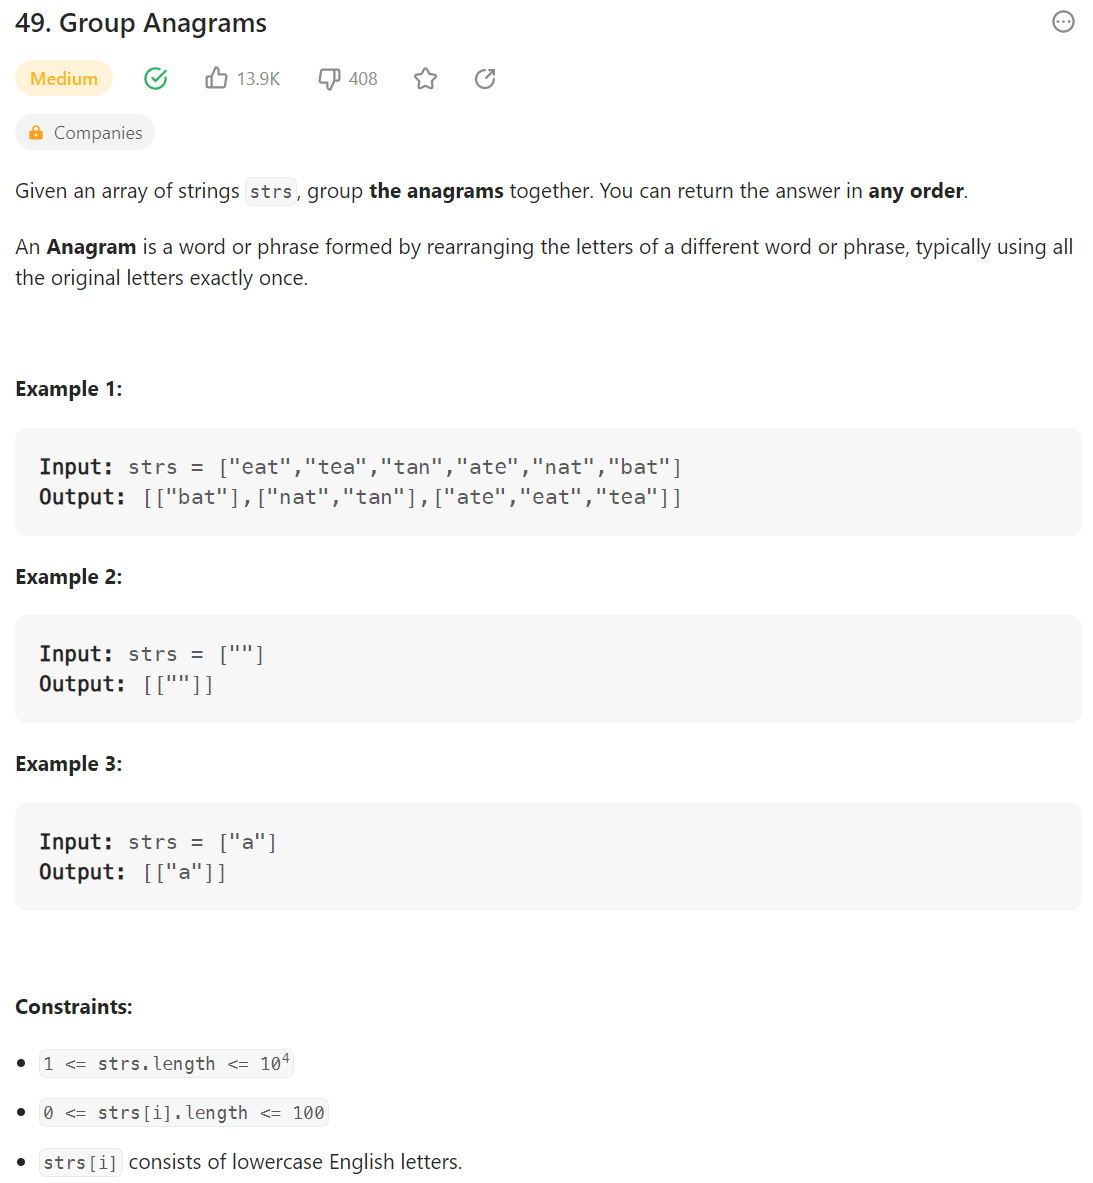 49. Group Anagrams
Medium 13.9K 408
Companies
Given an array of strings strs, group the anagrams together. You can return the answer in any order.
An Anagram is a word or phrase formed by rearranging the letters of a different word or phrase, typically using all
the original letters exactly once.
Example 1:
Input: strs = ["eat","tea","tan","ate","nat","bat"]
Output: [["bat"],["nat","tan"],["ate","eat","tea"]]
Example 2:
Input: strs = [""]
Output: [[""]]
Example 3:
Input: strs = ["a"]
Output: [["a"]]
Constraints:
1 <= strs.length <= 10⁴
0 <= strs[i].length <= 100
strs[i] consists of lowercase English letters.